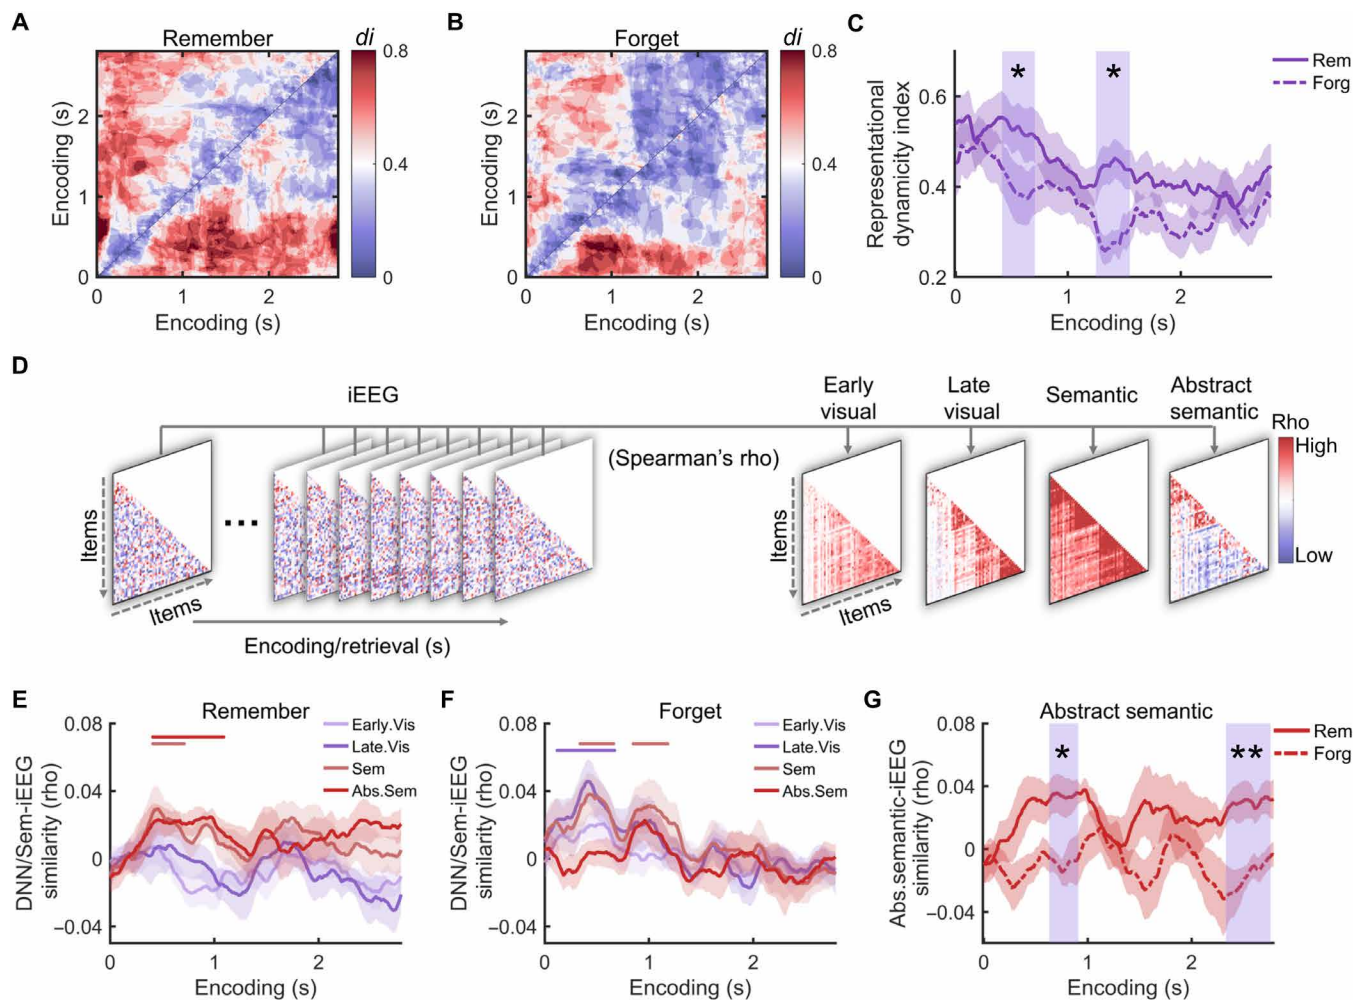 A
Remember
di
0.8
0.4
0
Encoding (s)
2
1
0
0
1
2
Encoding (s)
B
Forget
di
0.8
0.4
0
Encoding (s)
2
1
0
0
1
2
Encoding (s)
C
Representational
dynamicity index
0.6
0.4
0.2
*
*
Rem
Forg
0
1
2
Encoding (s)
D
iEEG
Early
visual
Late
visual
Semantic
Abstract
semantic
(Spearman's rho)
Rho
High
Low
Items
Items
...
Items
Items
Encoding/retrieval (s)
E
Remember
DNN/Sem-iEEG
similarity (rho)
0.08
0.04
0
−0.04
Early.Vis
Late.Vis
Sem
Abs.Sem
0
1
2
Encoding (s)
F
Forget
DNN/Sem-iEEG
similarity (rho)
0.08
0.04
0
−0.04
Early.Vis
Late.Vis
Sem
Abs.Sem
0
1
2
Encoding (s)
G
Abstract semantic
Abs.semantic-iEEG
similarity (rho)
0.08
0.04
0
−0.04
*
**
Rem
Forg
0
1
2
Encoding (s)